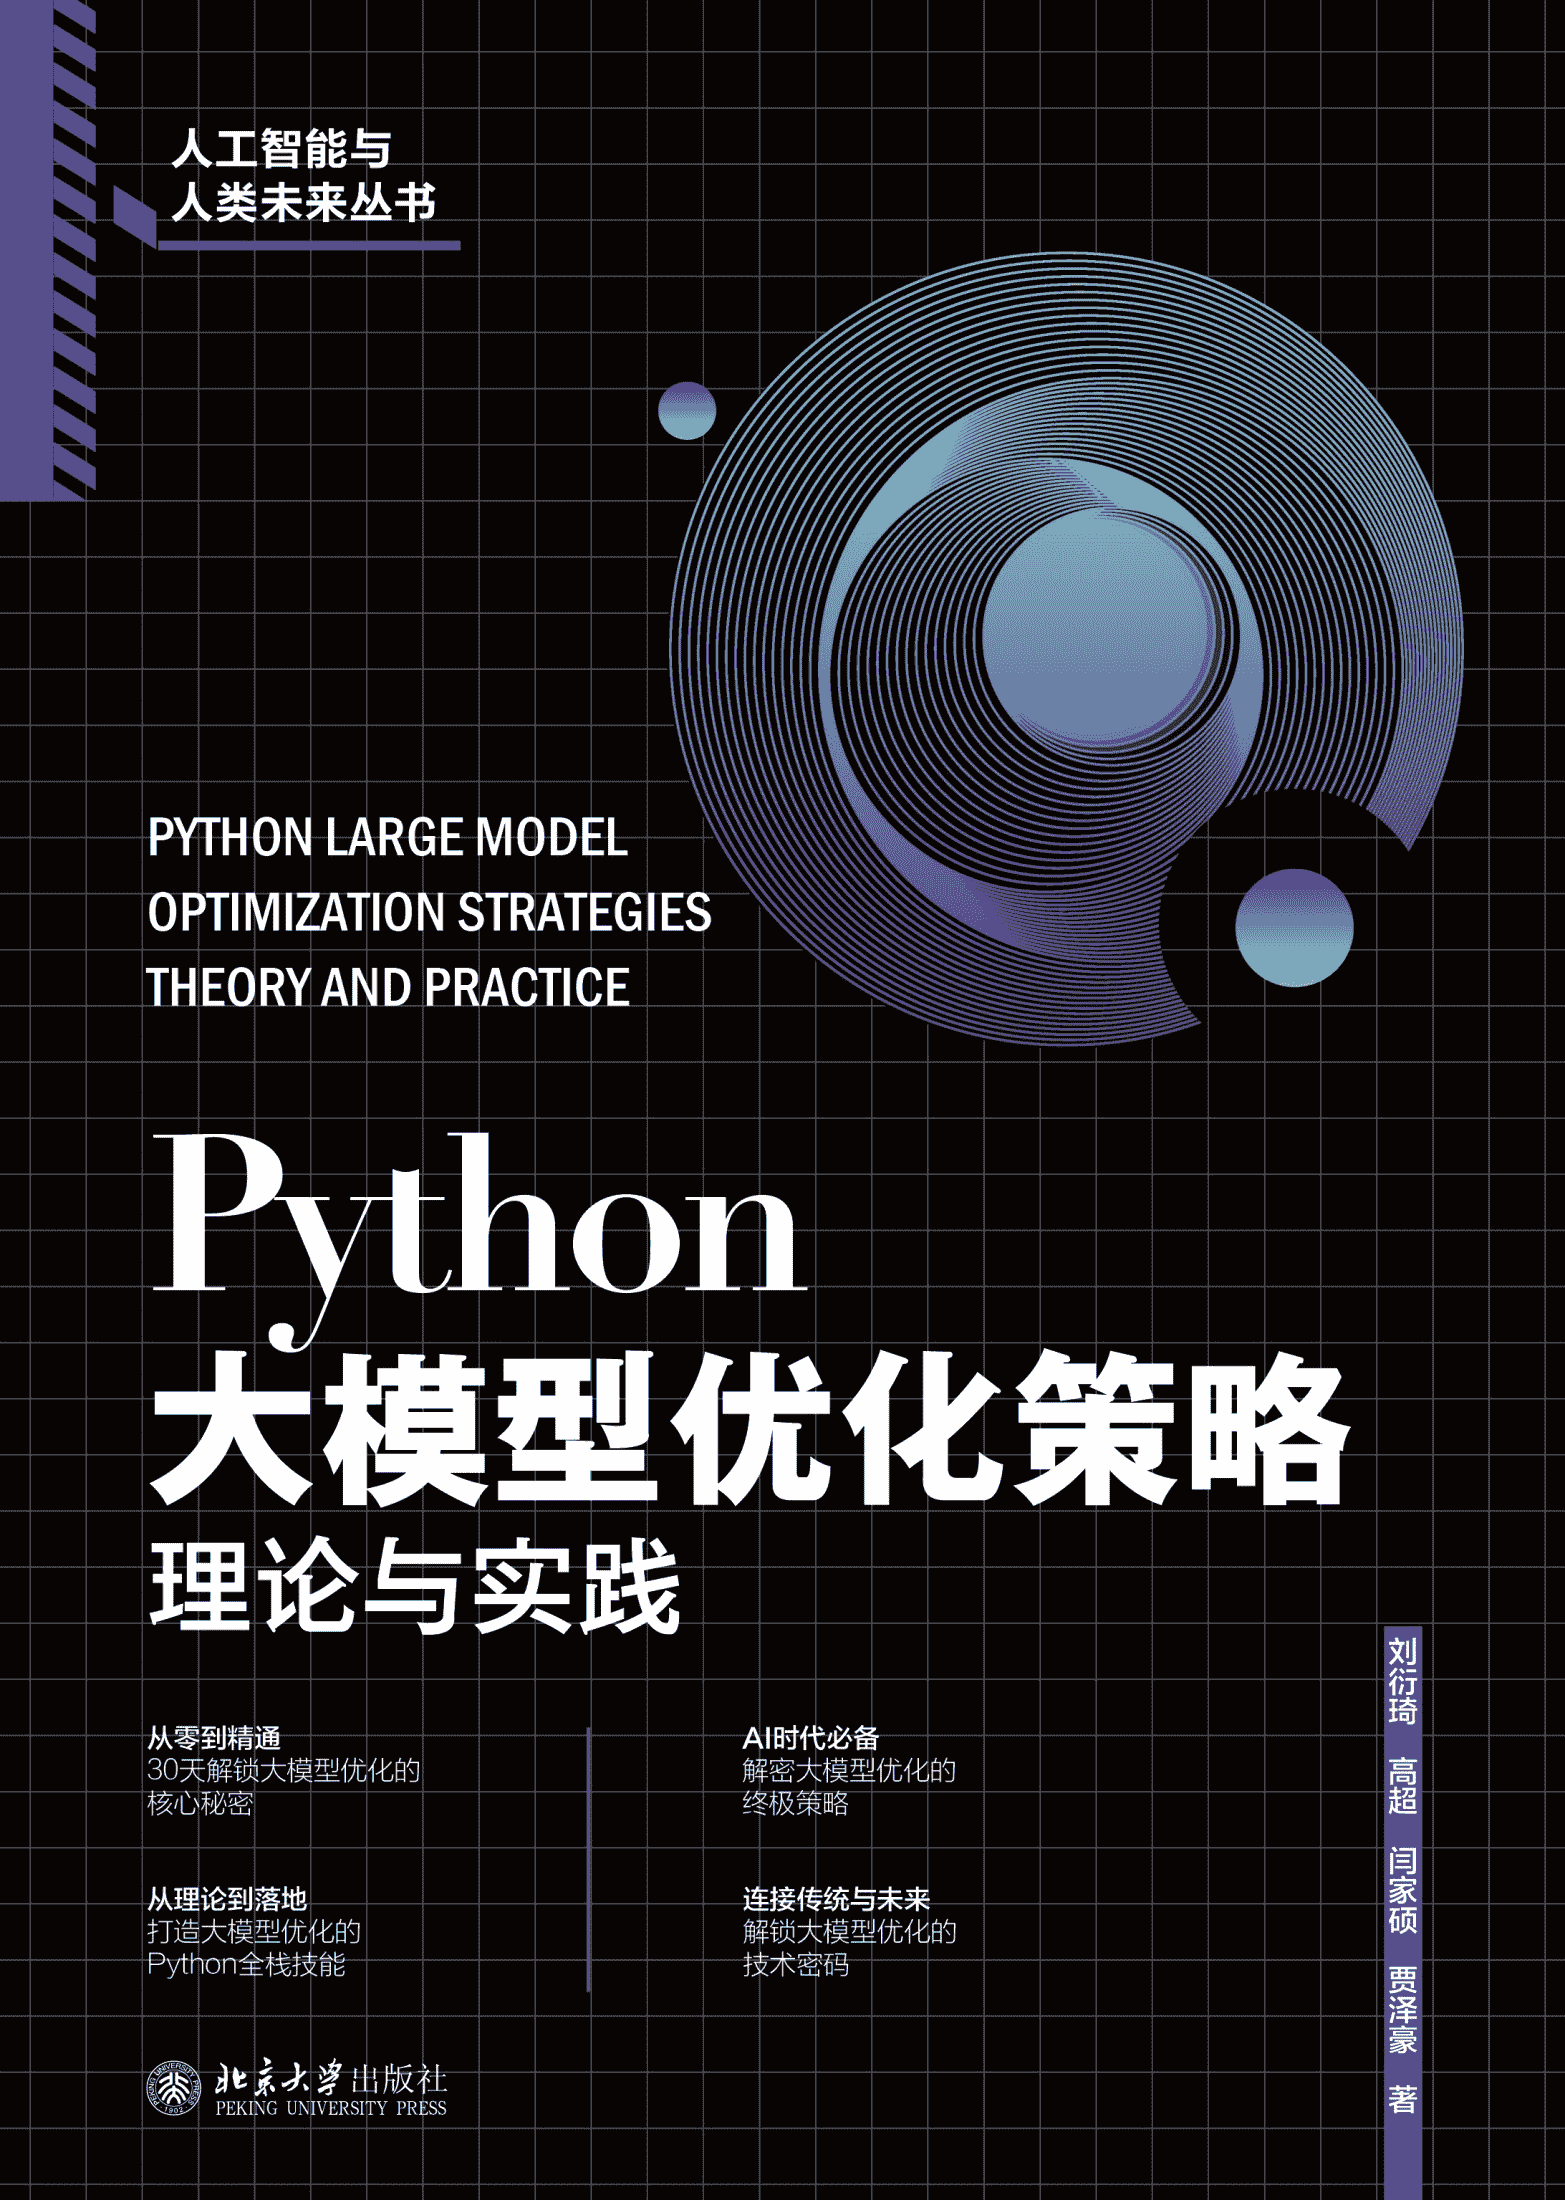 人工智能与
人类未来丛书
PYTHON LARGE MODEL
OPTIMIZATION STRATEGIES
THEORY AND PRACTICE
Python
大模型优化策略
理论与实践
从零到精通
30天解锁大模型优化的
核心秘密
从理论到落地
打造大模型优化的
Python全栈技能
AI时代必备
解密大模型优化的
终极策略
连接传统与未来
解锁大模型优化的
技术密码
刘衍琦 高超 闫家硕 贾泽豪 著
PEKING UNIVERSITY PRESS
·1902·
北京大学出版社
PEKING UNIVERSITY PRESS